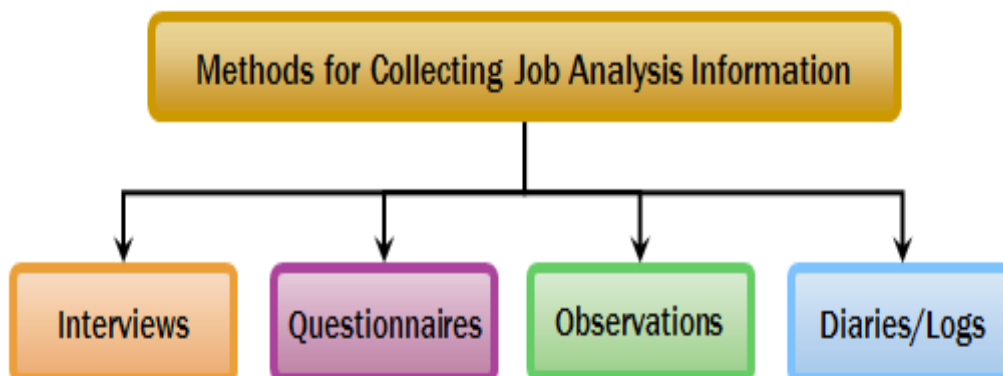 Methods for Collecting Job Analysis Information
Interviews
Questionnaires
Observations
Diaries/Logs